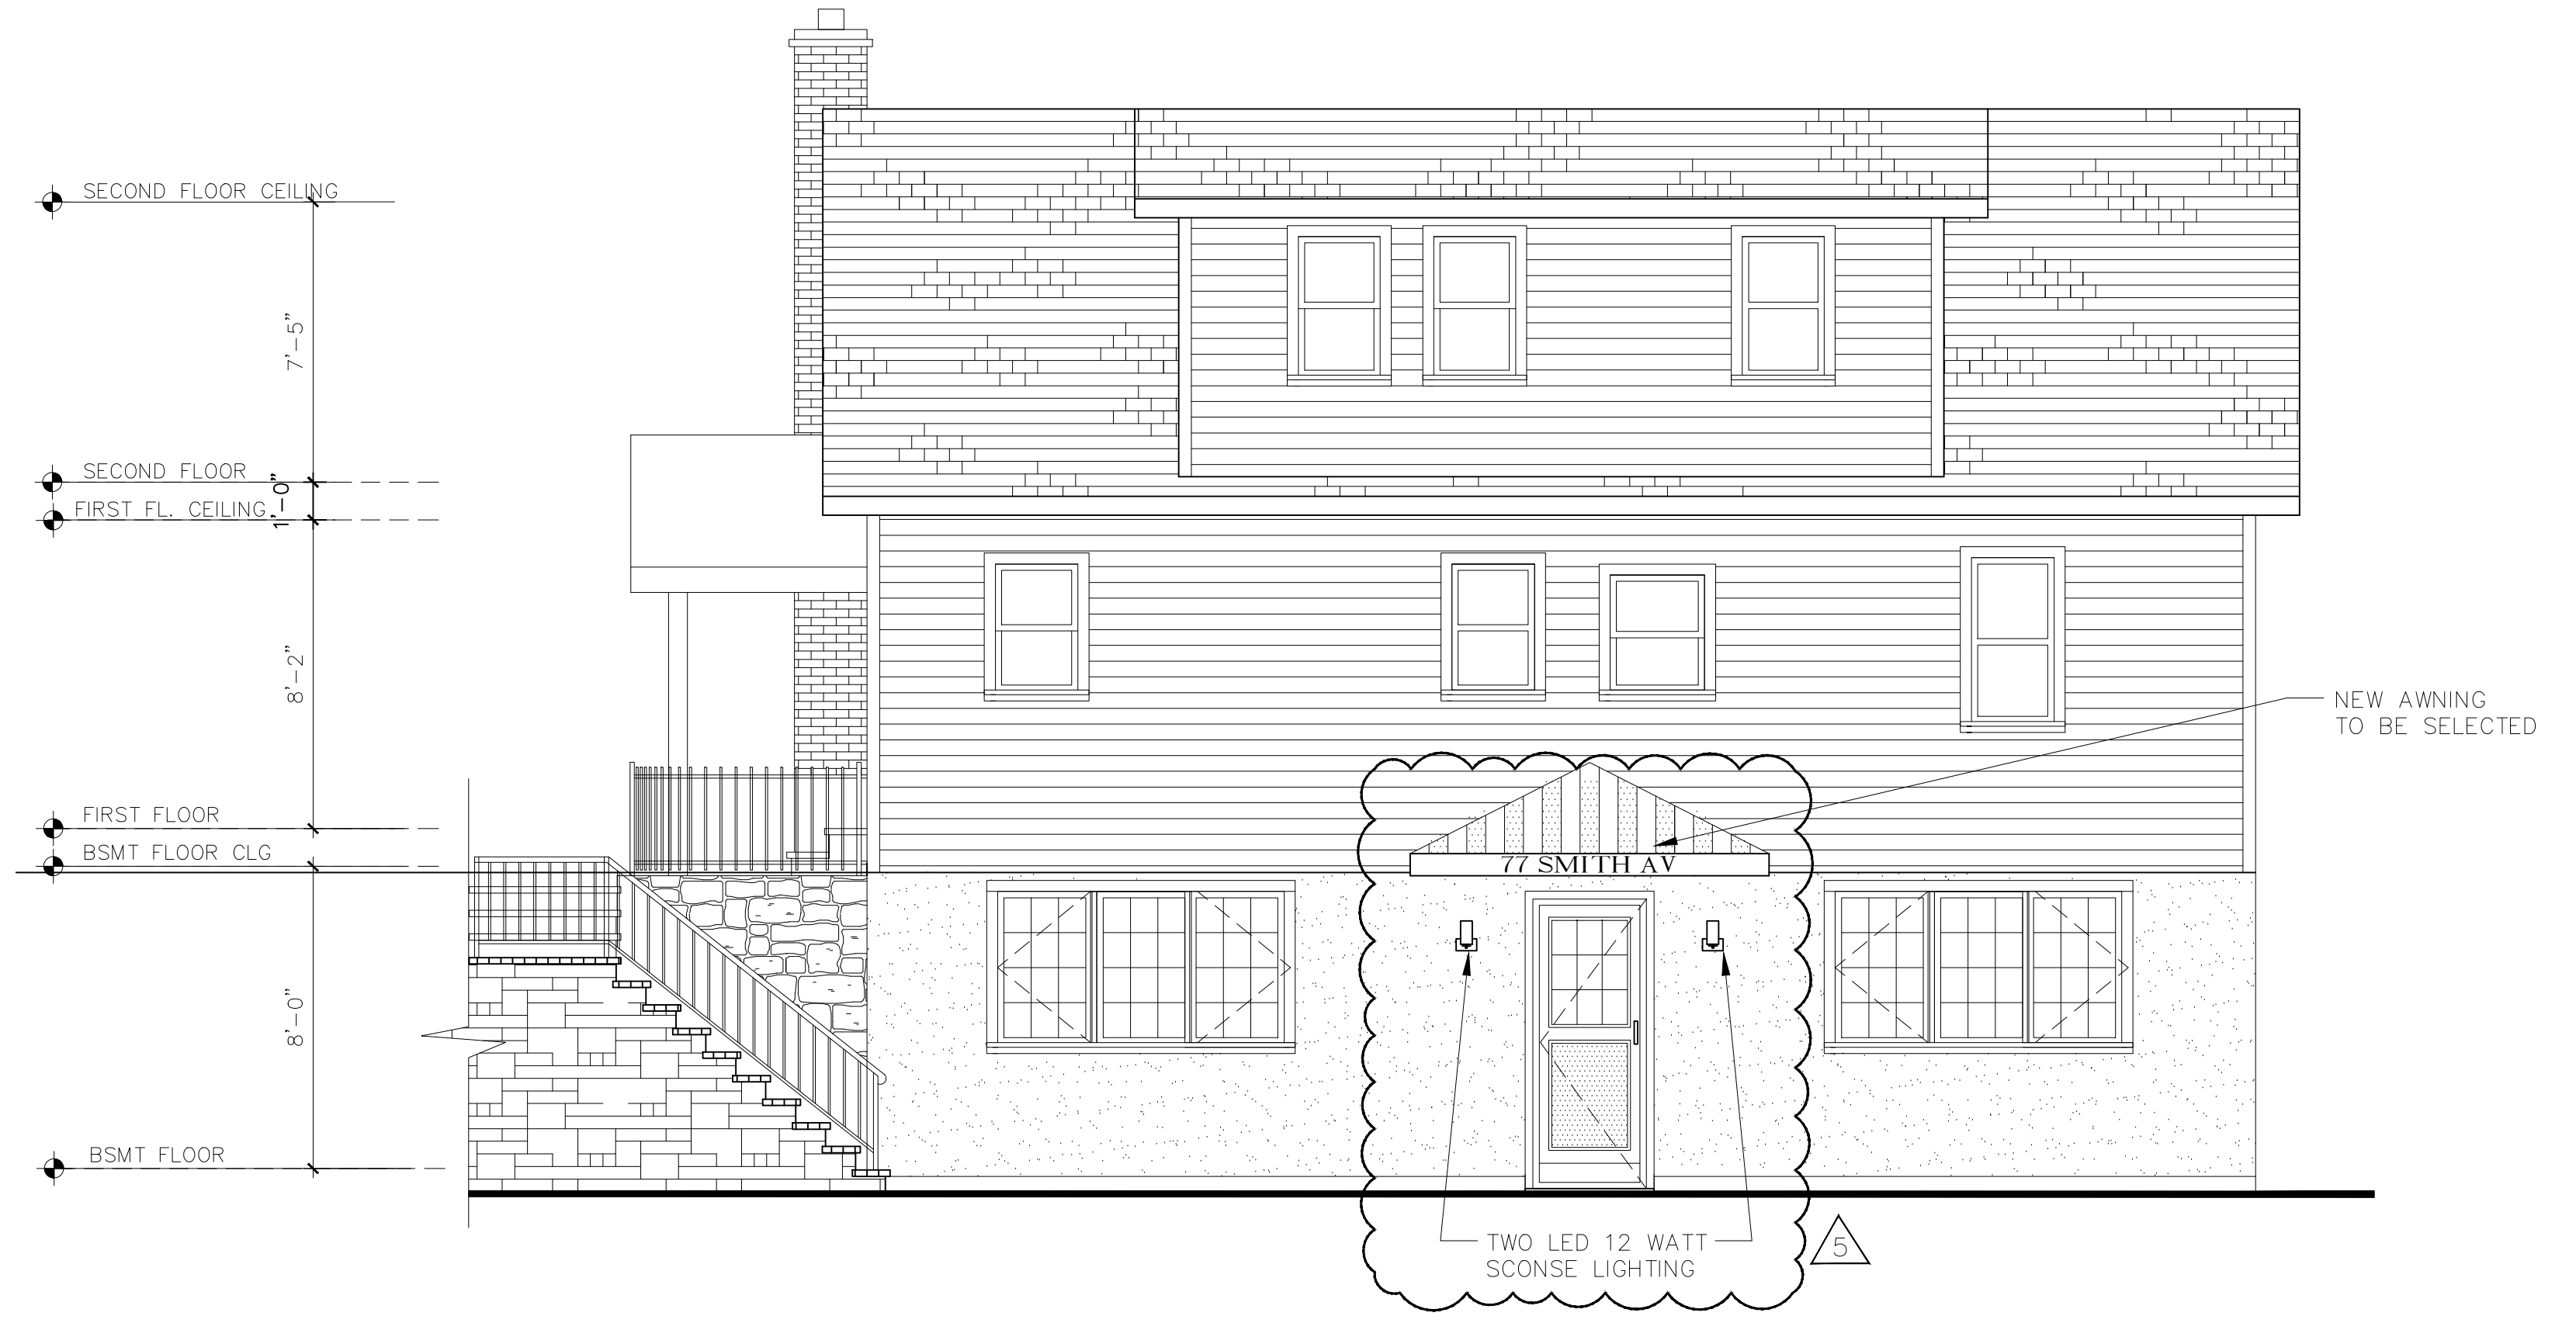 SECOND FLOOR CEILING
7'-5"
SECOND FLOOR
1'-0"
FIRST FL. CEILING
8'-2"
NEW AWNING
TO BE SELECTED
FIRST FLOOR
BSMT FLOOR CLG
77 SMITH AV
8'-0"
BSMT FLOOR
TWO LED 12 WATT
SCONSE LIGHTING
5